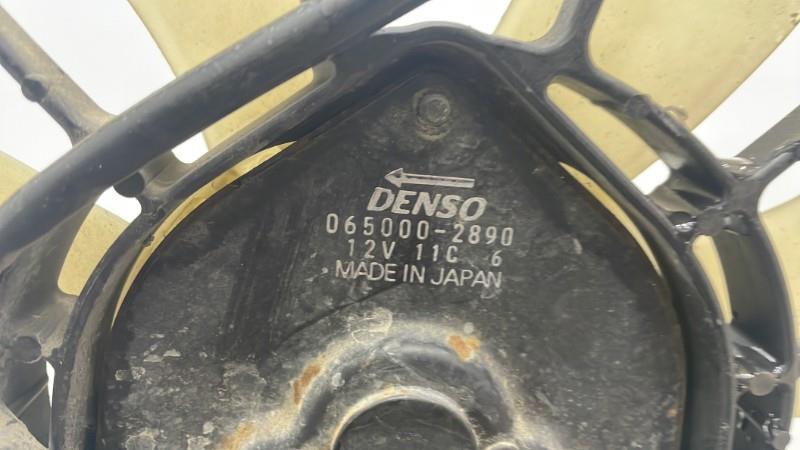 DENSO
065000-2890
12V 11C 6
MADE IN JAPAN